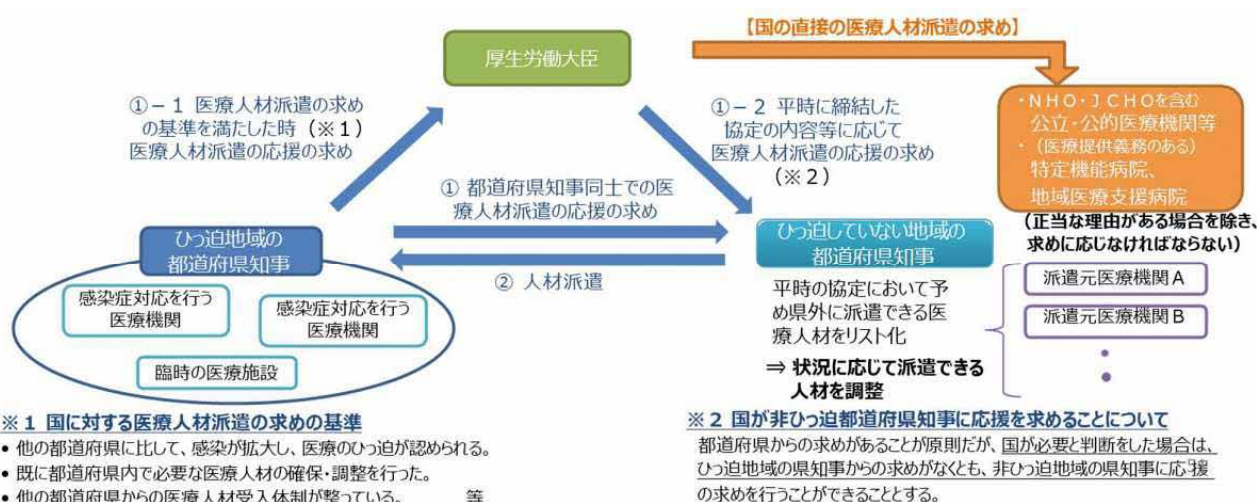 【国の直接の医療人材派遣の求め】
厚生労働大臣
①－１ 医療人材派遣の求め
の基準を満たした時（※１）
医療人材派遣の応援の求め
①－２ 平時に締結した
協定の内容等に応じて
医療人材派遣の応援の求め
（※２）
・ＮＨＯ・ＪＣＨＯを含む
公立・公的医療機関等
・（医療提供義務のある）
特定機能病院、
地域医療支援病院
(正当な理由がある場合を除き、
求めに応じなければならない)
① 都道府県知事同士での医
療人材派遣の応援の求め
ひっ迫地域の
都道府県知事
ひっ迫していない地域の
都道府県知事
② 人材派遣
感染症対応を行う
医療機関
感染症対応を行う
医療機関
臨時の医療施設
平時の協定において予
め県外に派遣できる医
療人材をリスト化
⇒ 状況に応じて派遣できる
人材を調整
派遣元医療機関Ａ
派遣元医療機関Ｂ
※１ 国に対する医療人材派遣の求めの基準
• 他の都道府県に比して、感染が拡大し、医療のひっ迫が認められる。
• 既に都道府県内で必要な医療人材の確保・調整を行った。
• 他の都道府県からの医療人材受入体制が整っている。 等
※２ 国が非ひっ迫都道府県知事に応援を求めることについて
都道府県からの求めがあることが原則だが、国が必要と判断をした場合は、
ひっ迫地域の県知事からの求めがなくとも、非ひっ迫地域の県知事に応援
の求めを行うことができることとする。